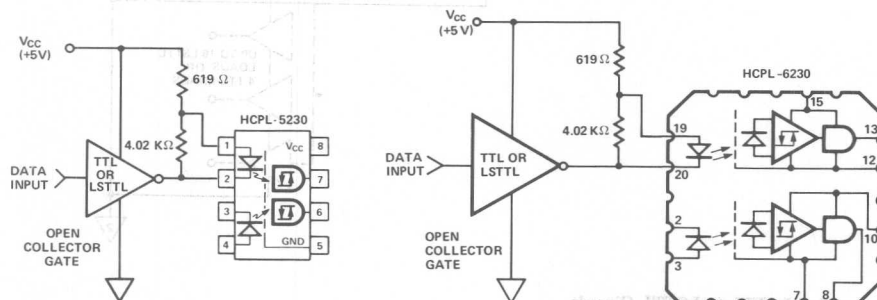 VCC
(+5V)
619 Ω
4.02 KΩ
HCPL-5230
1
2
3
4
VCC
GND
8
7
6
5
DATA
INPUT
TTL OR
LSTTL
OPEN
COLLECTOR
GATE
VCC
(+5V)
619 Ω
4.02 KΩ
HCPL-6230
19
20
15
13
12
2
3
10
7
8
DATA
INPUT
TTL OR
LSTTL
OPEN
COLLECTOR
GATE